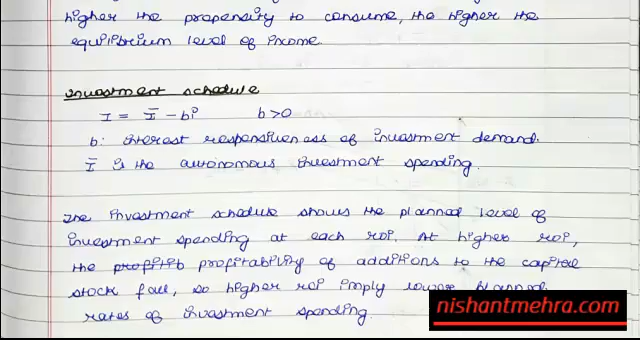 higher the propensity to consume, the higher the
equilibrium level of income.
Investment schedule
I = Ī - bi b>0
b: interest responsiveness of investment demand.
Ī is the autonomous investment spending.
The Investment schedule shows the planned level of
investment spending at each roi. At higher roi,
the profitib profitability of additions to the capital
stock fall, so higher roi imply lower planned
rates of investment spending.
nishantmehra.com